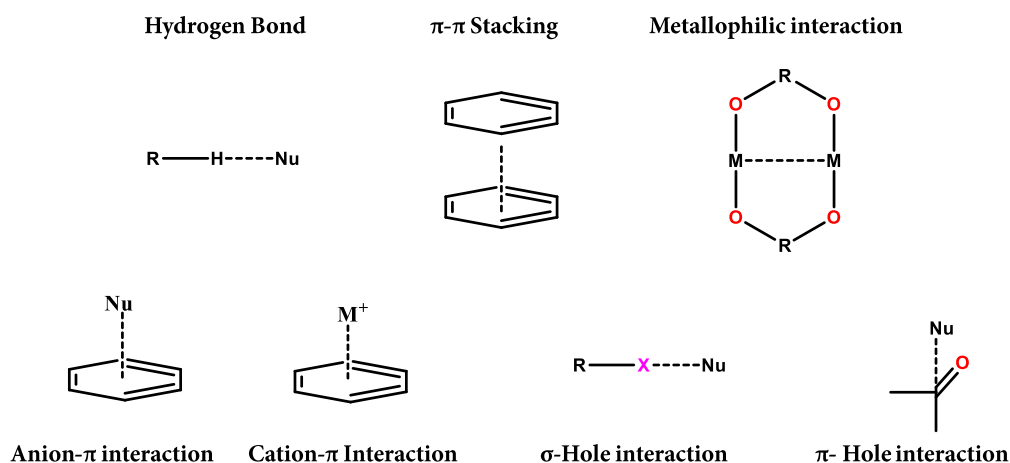 Hydrogen Bond
π-π Stacking
Metallophilic interaction
R
O O
R H Nu
M M
O O
R
Nu
M+
Nu
R X Nu
O
Anion-π interaction
Cation-π Interaction
σ-Hole interaction
π- Hole interaction